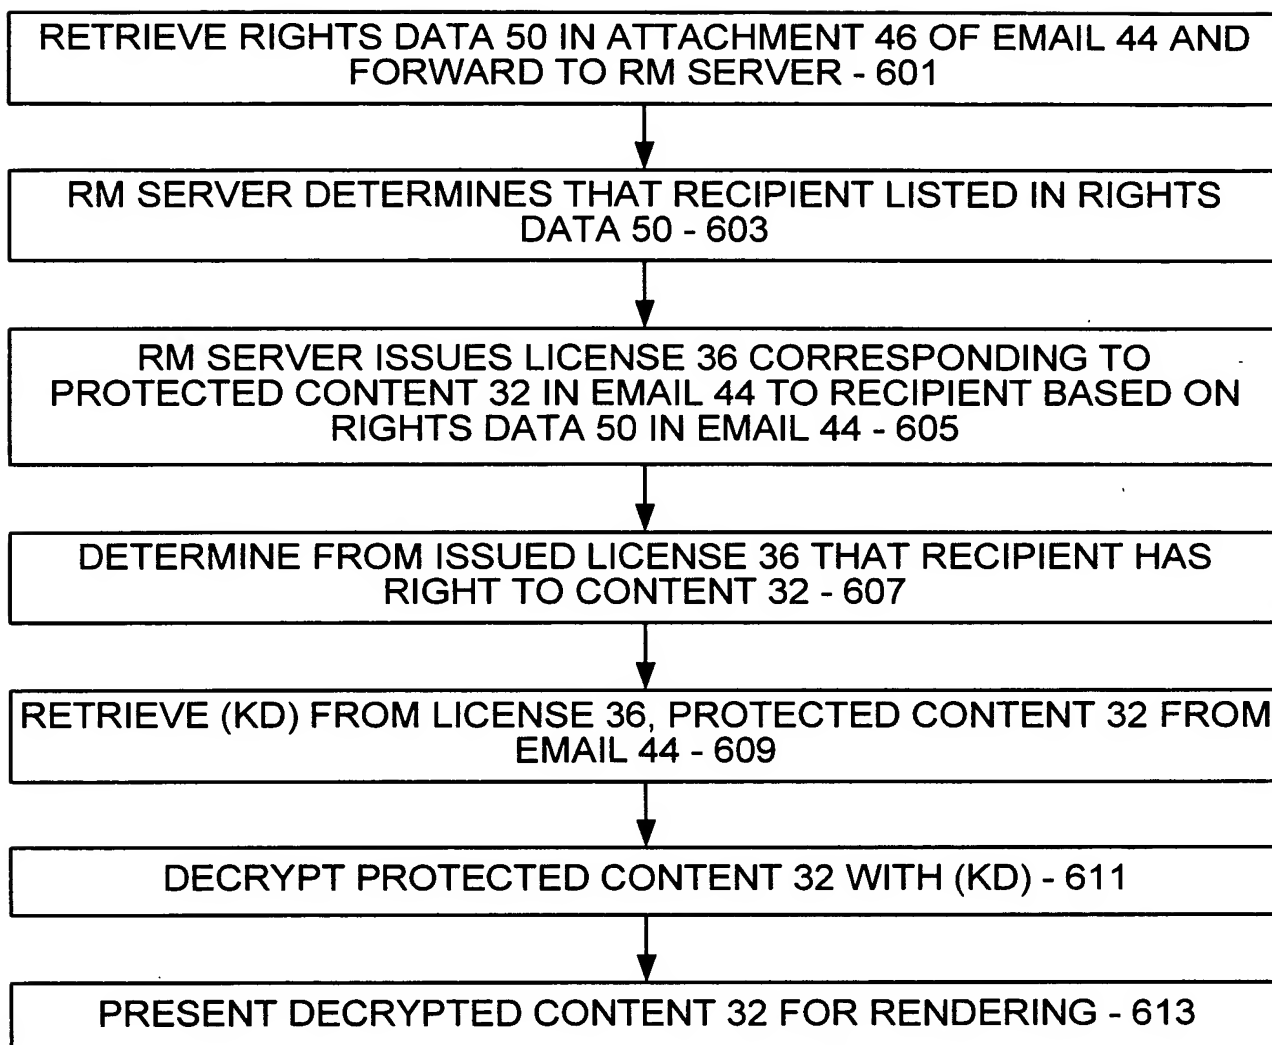 RETRIEVE RIGHTS DATA 50 IN ATTACHMENT 46 OF EMAIL 44 AND
FORWARD TO RM SERVER - 601
RM SERVER DETERMINES THAT RECIPIENT LISTED IN RIGHTS
DATA 50 - 603
RM SERVER ISSUES LICENSE 36 CORRESPONDING TO
PROTECTED CONTENT 32 IN EMAIL 44 TO RECIPIENT BASED ON
RIGHTS DATA 50 IN EMAIL 44 - 605
DETERMINE FROM ISSUED LICENSE 36 THAT RECIPIENT HAS
RIGHT TO CONTENT 32 - 607
RETRIEVE (KD) FROM LICENSE 36, PROTECTED CONTENT 32 FROM
EMAIL 44 - 609
DECRYPT PROTECTED CONTENT 32 WITH (KD) - 611
PRESENT DECRYPTED CONTENT 32 FOR RENDERING - 613